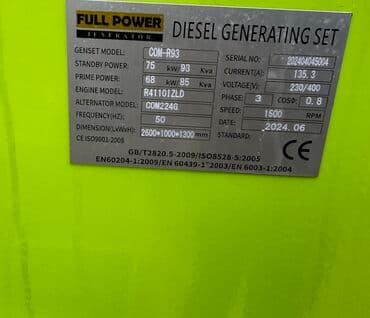 FULL POWER
JENERATOR
DIESEL GENERATING SET
GENSET MODEL: COM-R93 SERIAL NO: 202404045004
STANDBY POWER: 75 kW/ 93 Kva CURRENT(A): 135.3
PRIME POWER: 68 kW/ 85 Kva VOLTAGE(V): 230/400
ENGINE MODEL: R4110IZLD PHASE: 3 COSΦ: 0.8
ALTERNATOR MODEL: COM224G SPEED: 1500 RPM
FREQUENCY(HZ): 50 DATE: 2024.06
DIMENSION(LxWxH): 2600*1000*1300 mm STANDARD:
CE ISO9001-2008 CE
GB/T2820.5-2009/ISO8528-5:2005
EN60204-1:2009/EN 60439-1~2003/EN 6003-1:2004